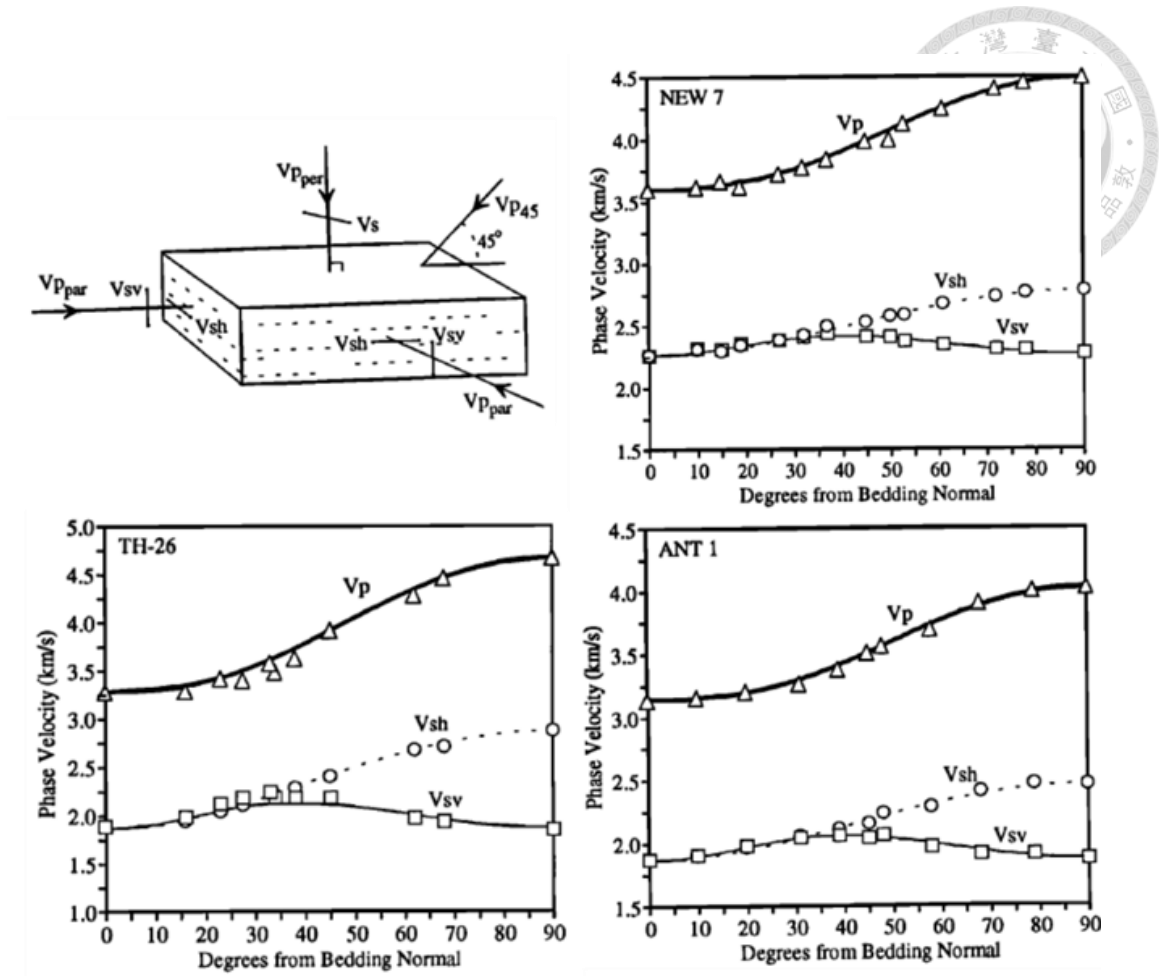 灣 臺
國
敦
品
Vp_per
Vs
Vp_45
45°
Vp_par
Vsv
Vsh
Vsh
Vsv
Vp_par
NEW 7
4.5
4.0
3.5
3.0
2.5
2.0
1.5
Phase Velocity (km/s)
Vp
Vsh
Vsv
0 10 20 30 40 50 60 70 80 90
Degrees from Bedding Normal
TH-26
5.0
4.5
4.0
3.5
3.0
2.5
2.0
1.5
1.0
Phase Velocity (km/s)
Vp
Vsh
Vsv
0 10 20 30 40 50 60 70 80 90
Degrees from Bedding Normal
ANT 1
4.5
4.0
3.5
3.0
2.5
2.0
1.5
Phase Velocity (km/s)
Vp
Vsh
Vsv
0 10 20 30 40 50 60 70 80 90
Degrees from Bedding Normal